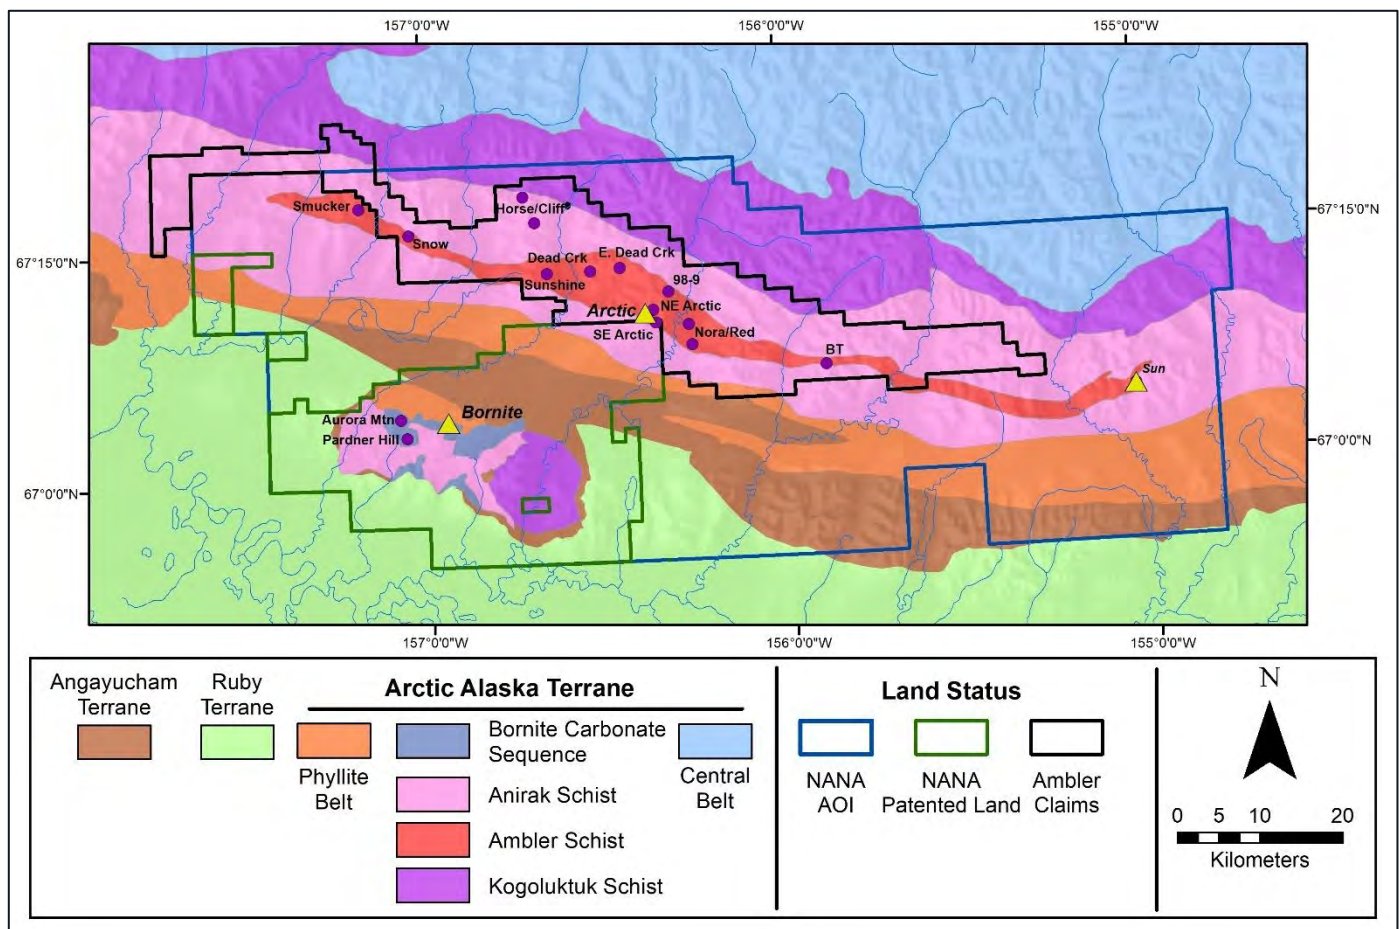 157°0'0"W
156°0'0"W
155°0'0"W
67°15'0"N
67°15'0"N
67°0'0"N
67°0'0"N
Smucker
Horse/Cliff
Snow
Dead Crk
E. Dead Crk
Sunshine
98-9
Arctic
NE Arctic
SE Arctic
Nora/Red
BT
Sun
Aurora Mtn
Bornite
Pardner Hill
157°0'0"W
156°0'0"W
155°0'0"W
Angayucham
Terrane
Ruby
Terrane
Arctic Alaska Terrane
Phyllite
Belt
Bornite Carbonate
Sequence
Anirak Schist
Ambler Schist
Kogoluktuk Schist
Central
Belt
Land Status
NANA
AOI
NANA
Patented Land
Ambler
Claims
N
0 5 10 20
Kilometers